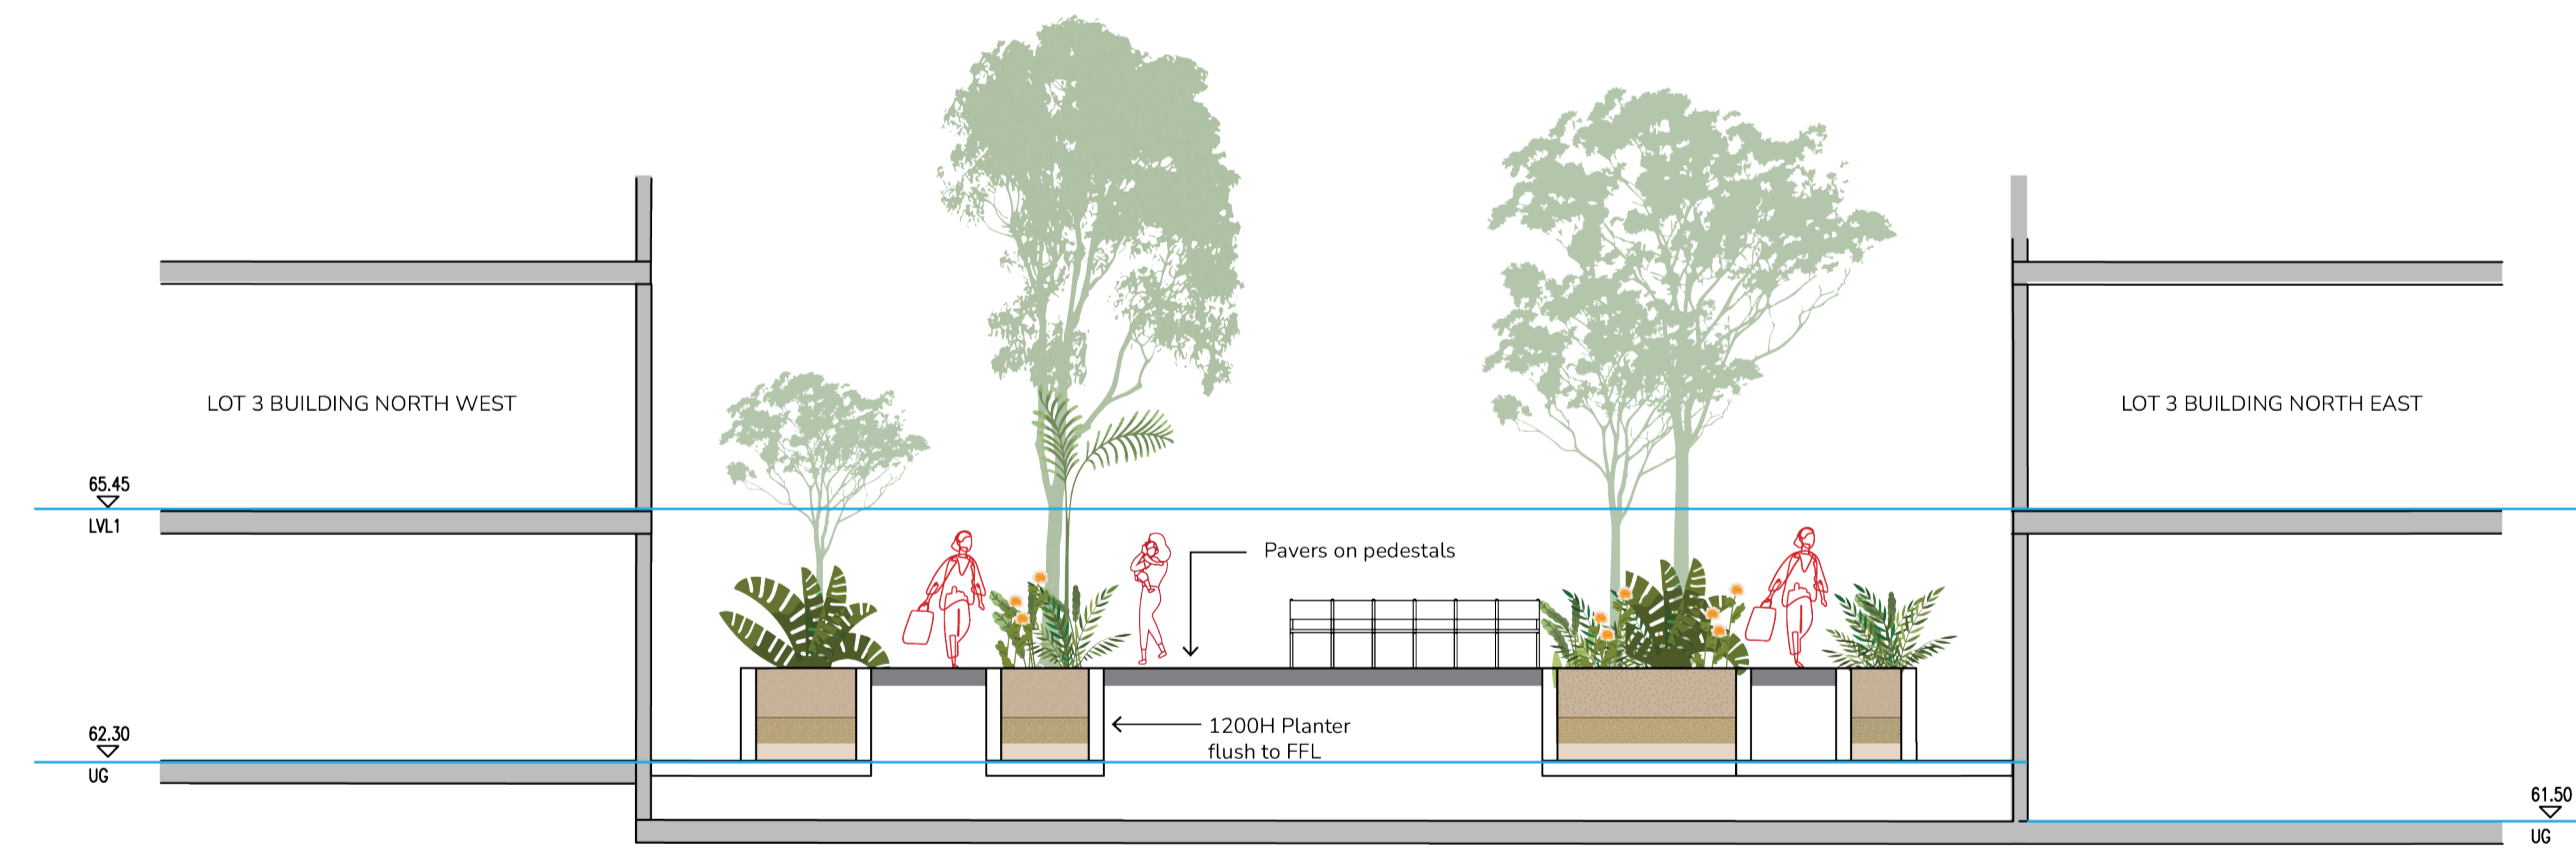 LOT 3 BUILDING NORTH WEST
LOT 3 BUILDING NORTH EAST
65.45
LVL1
Pavers on pedestals
1200H Planter
flush to FFL
62.30
UG
61.50
UG